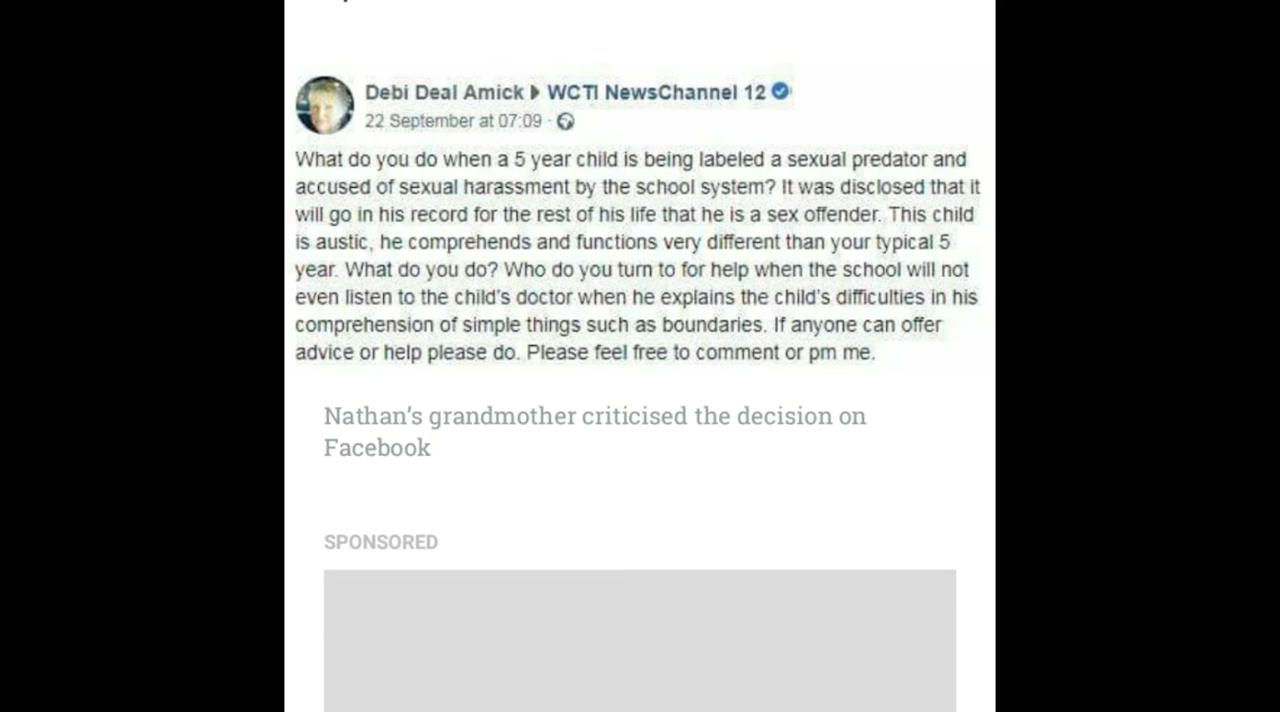 Debi Deal Amick ▸ WCTI NewsChannel 12
22 September at 07:09 ·
What do you do when a 5 year child is being labeled a sexual predator and
accused of sexual harassment by the school system? It was disclosed that it
will go in his record for the rest of his life that he is a sex offender. This child
is austic, he comprehends and functions very different than your typical 5
year. What do you do? Who do you turn to for help when the school will not
even listen to the child's doctor when he explains the child's difficulties in his
comprehension of simple things such as boundaries. If anyone can offer
advice or help please do. Please feel free to comment or pm me.
Nathan's grandmother criticised the decision on
Facebook
SPONSORED